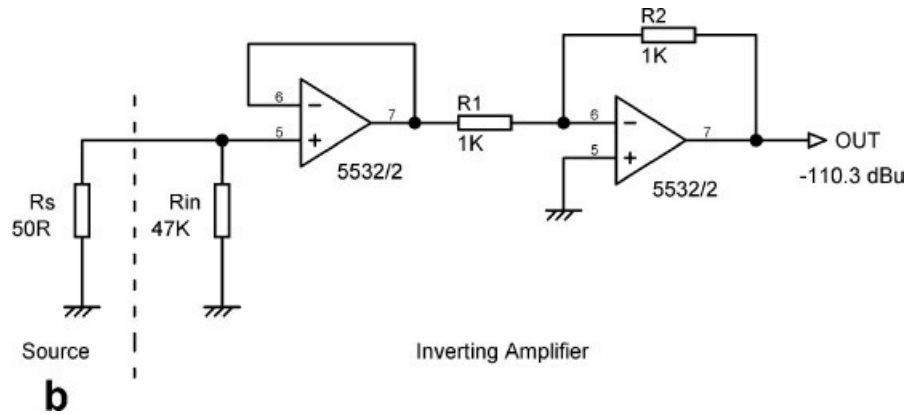 R2
1K
6
7
5
5532/2
R1
1K
6
7
5
5532/2
OUT
-110.3 dBu
Rs
50R
Rin
47K
Source
Inverting Amplifier
b